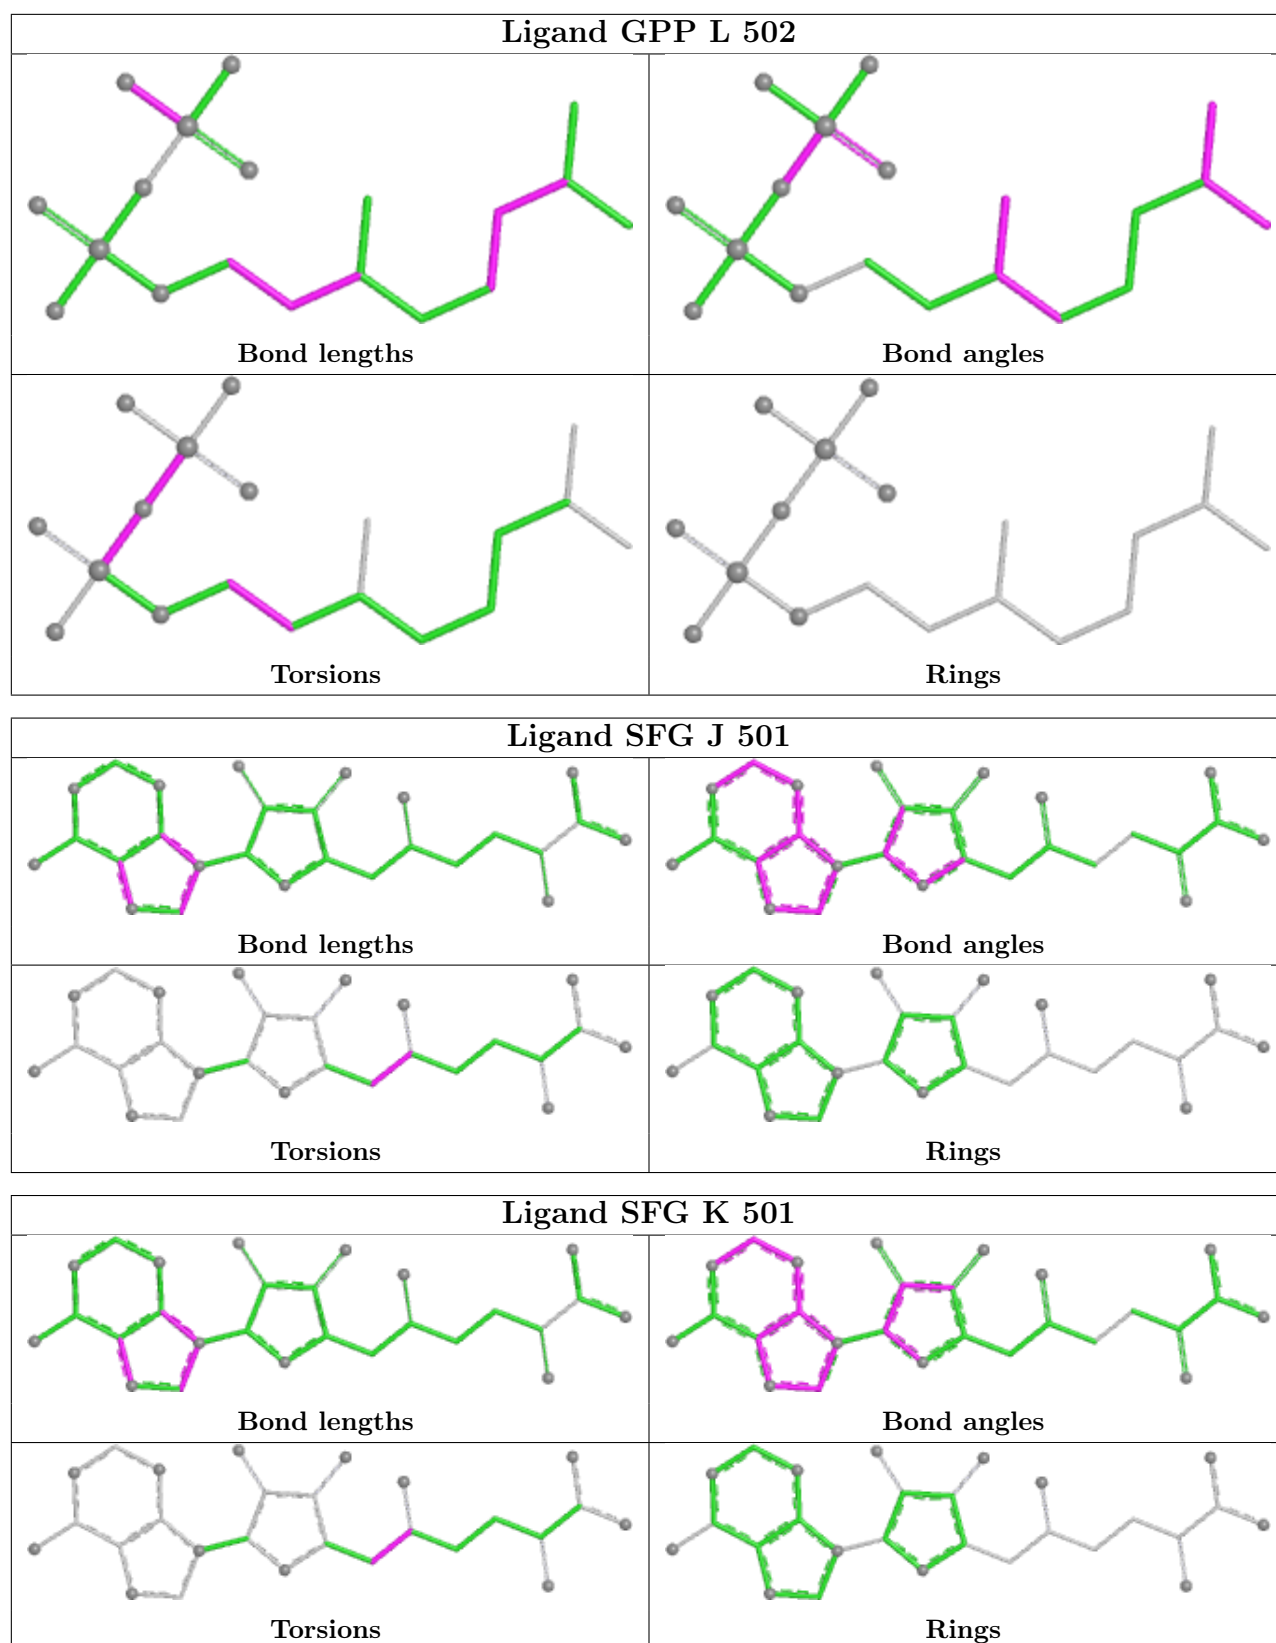 Ligand GPP L 502
Bond lengths
Bond angles
Torsions
Rings
Ligand SFG J 501
Bond lengths
Bond angles
Torsions
Rings
Ligand SFG K 501
Bond lengths
Bond angles
Torsions
Rings